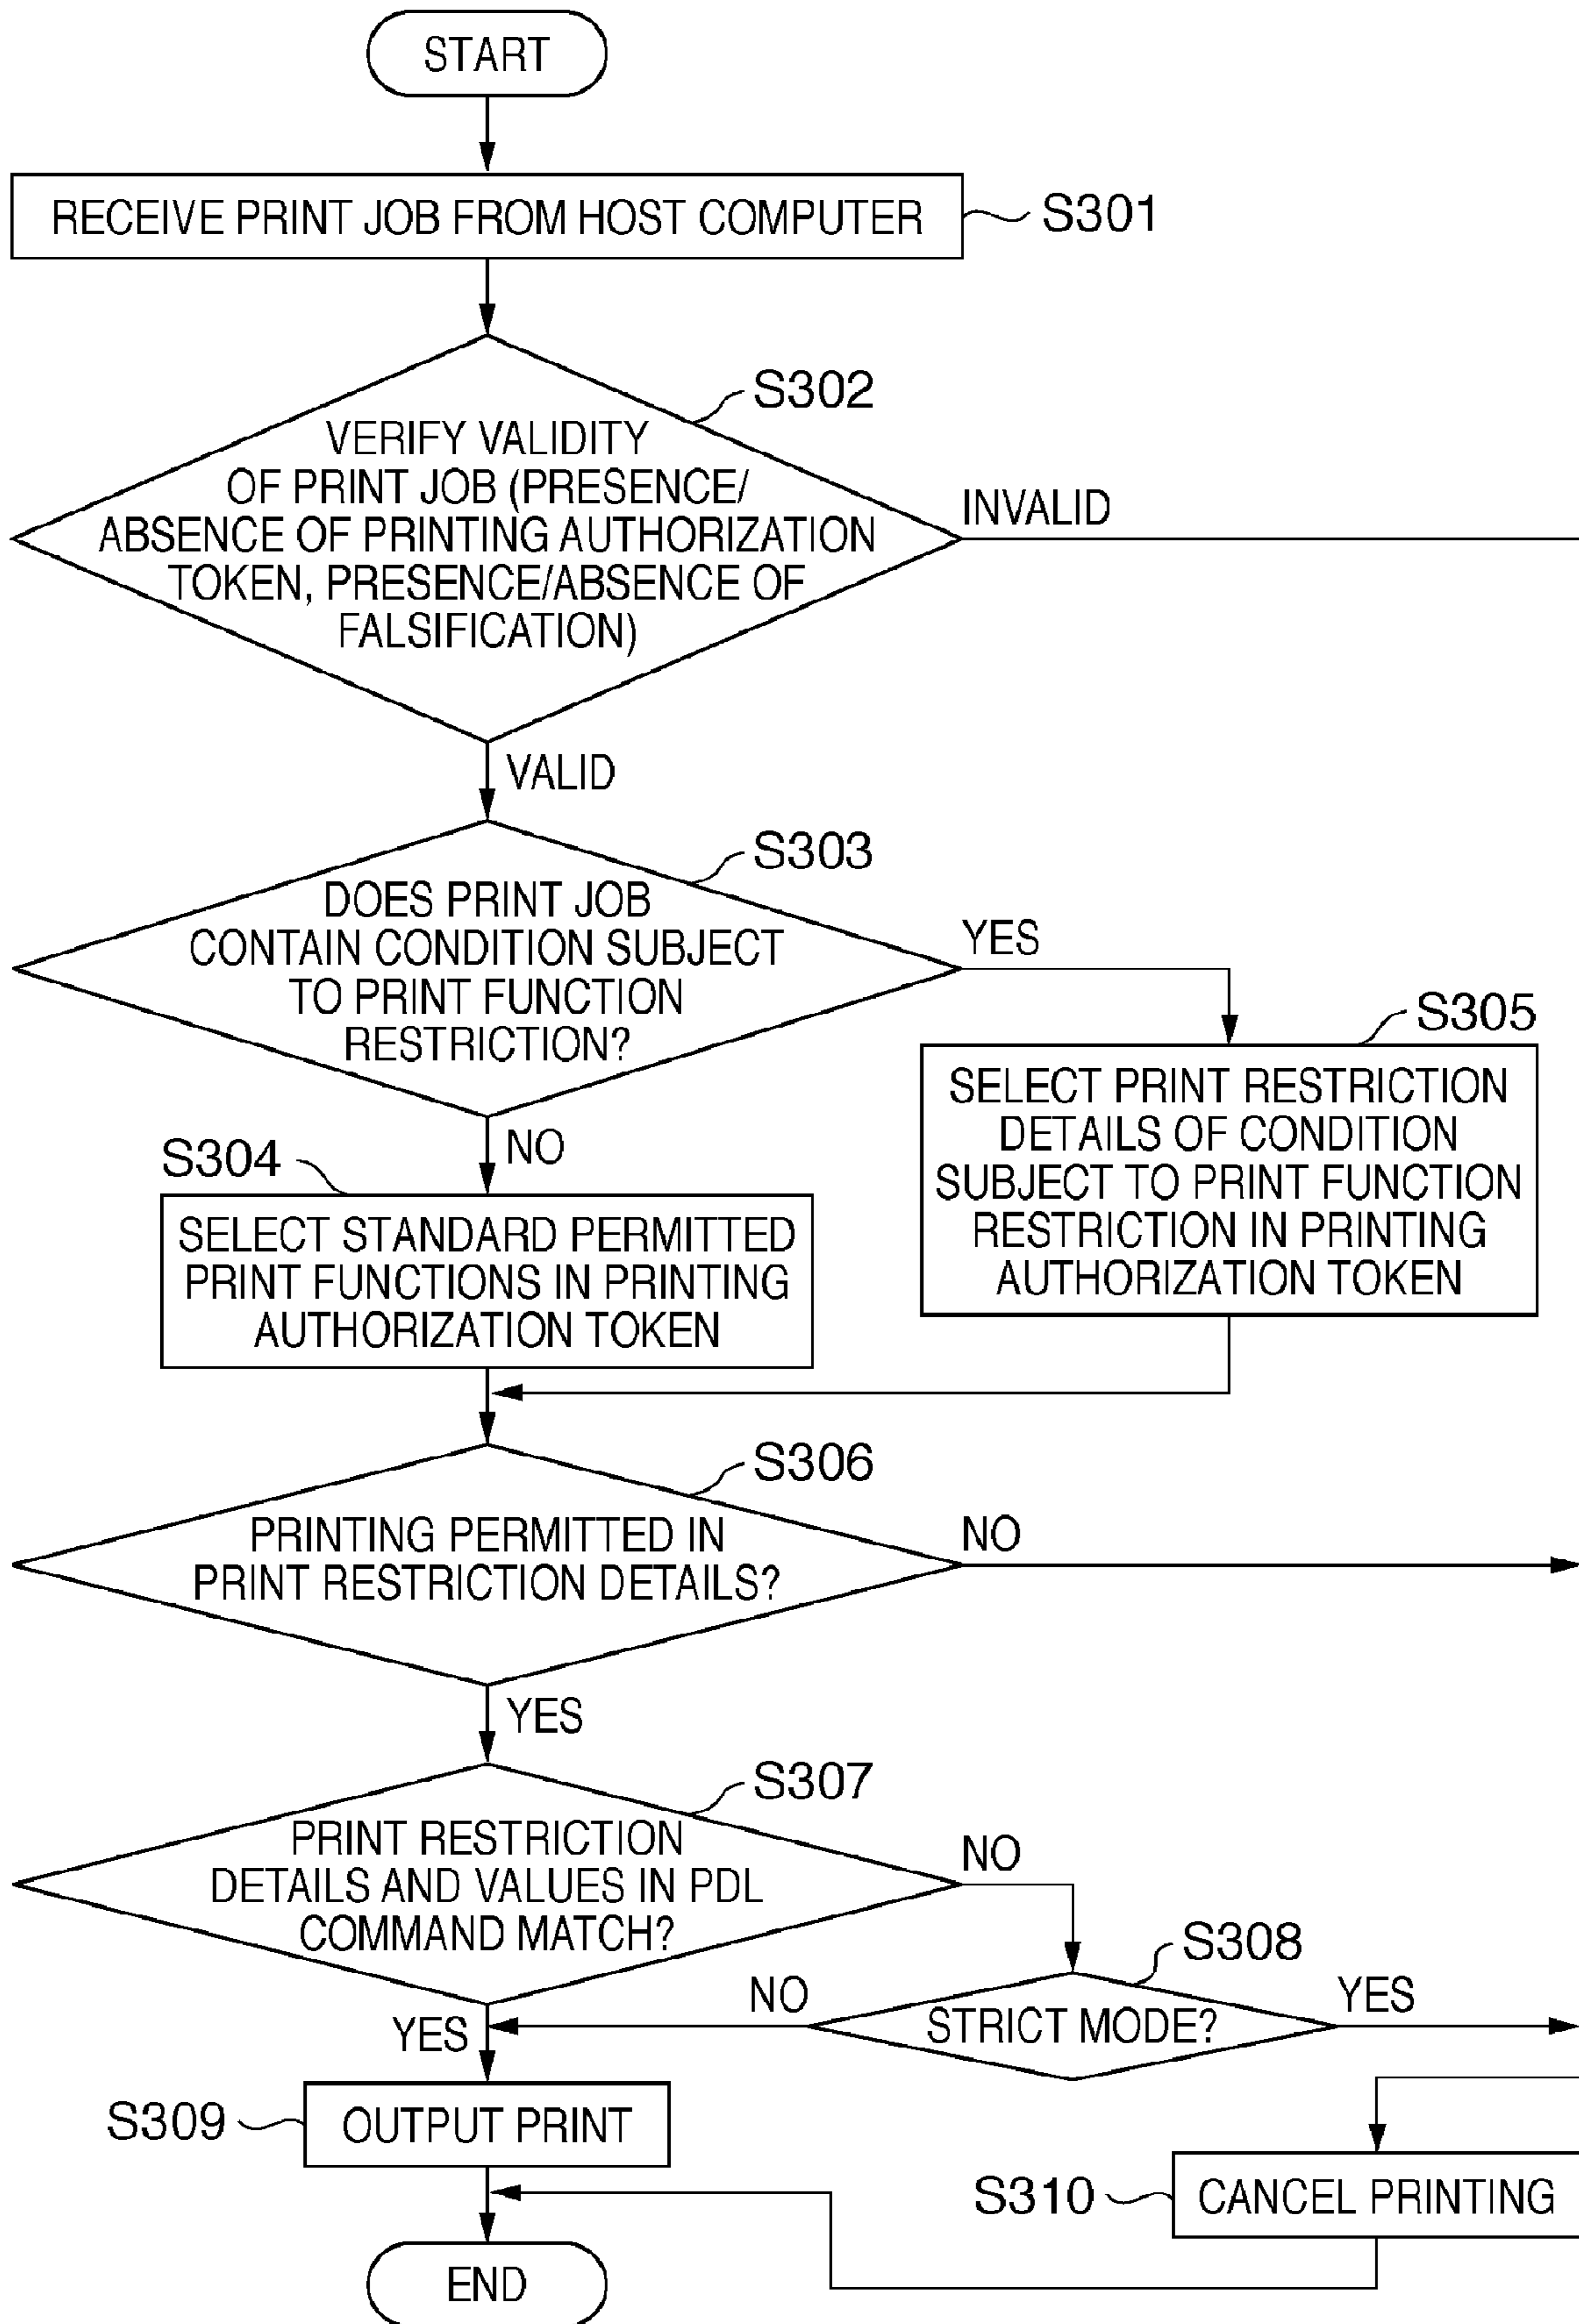 START
RECEIVE PRINT JOB FROM HOST COMPUTER
S301
S302
VERIFY VALIDITY
OF PRINT JOB (PRESENCE/
ABSENCE OF PRINTING AUTHORIZATION
TOKEN, PRESENCE/ABSENCE OF
FALSIFICATION)
INVALID
VALID
S303
DOES PRINT JOB
CONTAIN CONDITION SUBJECT
TO PRINT FUNCTION
RESTRICTION?
YES
NO
S305
SELECT PRINT RESTRICTION
DETAILS OF CONDITION
SUBJECT TO PRINT FUNCTION
RESTRICTION IN PRINTING
AUTHORIZATION TOKEN
S304
SELECT STANDARD PERMITTED
PRINT FUNCTIONS IN PRINTING
AUTHORIZATION TOKEN
S306
PRINTING PERMITTED IN
PRINT RESTRICTION DETAILS?
NO
YES
S307
PRINT RESTRICTION
DETAILS AND VALUES IN PDL
COMMAND MATCH?
NO
S308
STRICT MODE?
NO
YES
YES
S309
OUTPUT PRINT
S310
CANCEL PRINTING
END